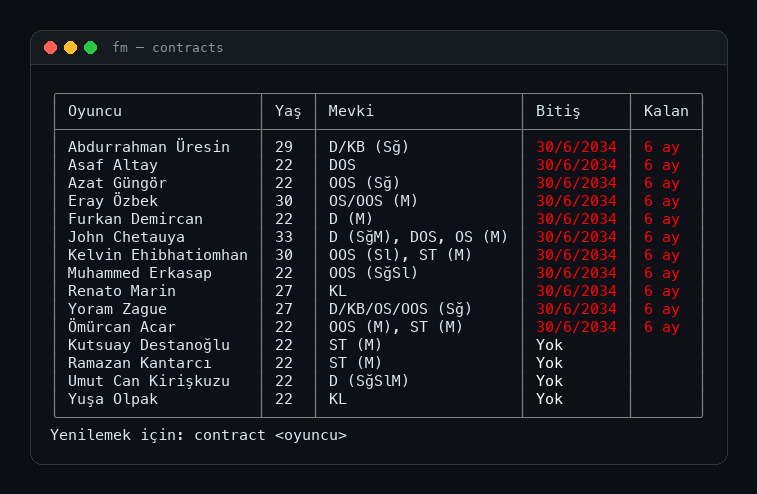 fm — contracts
Oyuncu Yaş Mevki Bitiş Kalan
Abdurrahman Üresin 29 D/KB (Sğ) 30/6/2034 6 ay
Asaf Altay 22 DOS 30/6/2034 6 ay
Azat Güngör 22 OOS (Sğ) 30/6/2034 6 ay
Eray Özbek 30 OS/OOS (M) 30/6/2034 6 ay
Furkan Demircan 22 D (M) 30/6/2034 6 ay
John Chetauya 33 D (SğM), DOS, OS (M) 30/6/2034 6 ay
Kelvin Ehibhatiomhan 30 OOS (Sl), ST (M) 30/6/2034 6 ay
Muhammed Erkasap 22 OOS (SğSl) 30/6/2034 6 ay
Renato Marin 27 KL 30/6/2034 6 ay
Yoram Zague 27 D/KB/OS/OOS (Sğ) 30/6/2034 6 ay
Ömürcan Acar 22 OOS (M), ST (M) 30/6/2034 6 ay
Kutsuay Destanoğlu 22 ST (M) Yok
Ramazan Kantarcı 22 ST (M) Yok
Umut Can Kirişkuzu 22 D (SğSlM) Yok
Yuşa Olpak 22 KL Yok
Yenilemek için: contract <oyuncu>